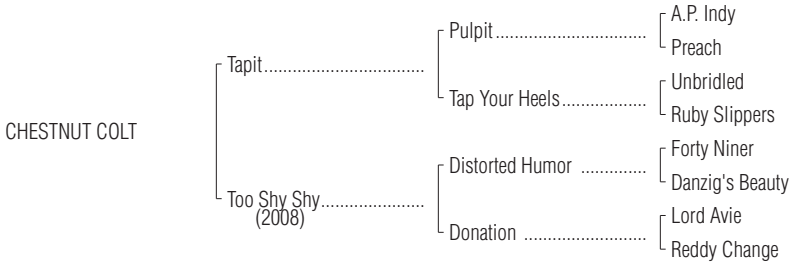 A.P. Indy
Pulpit................................
Preach
Tapit..................................
Unbridled
Tap Your Heels..................
Ruby Slippers
CHESTNUT COLT
Forty Niner
Distorted Humor ..............
Danzig's Beauty
Too Shy Shy......................
(2008)
Lord Avie
Donation ..........................
Reddy Change